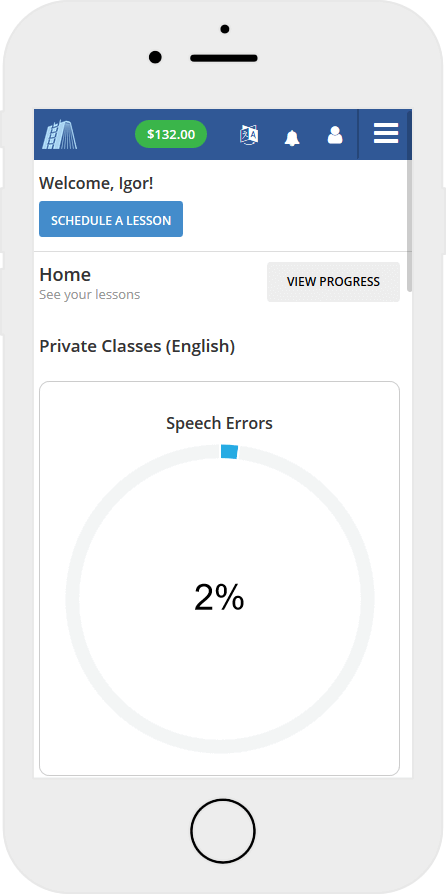 $132.00
Welcome, Igor!
SCHEDULE A LESSON
Home
See your lessons
VIEW PROGRESS
Private Classes (English)
Speech Errors
2%